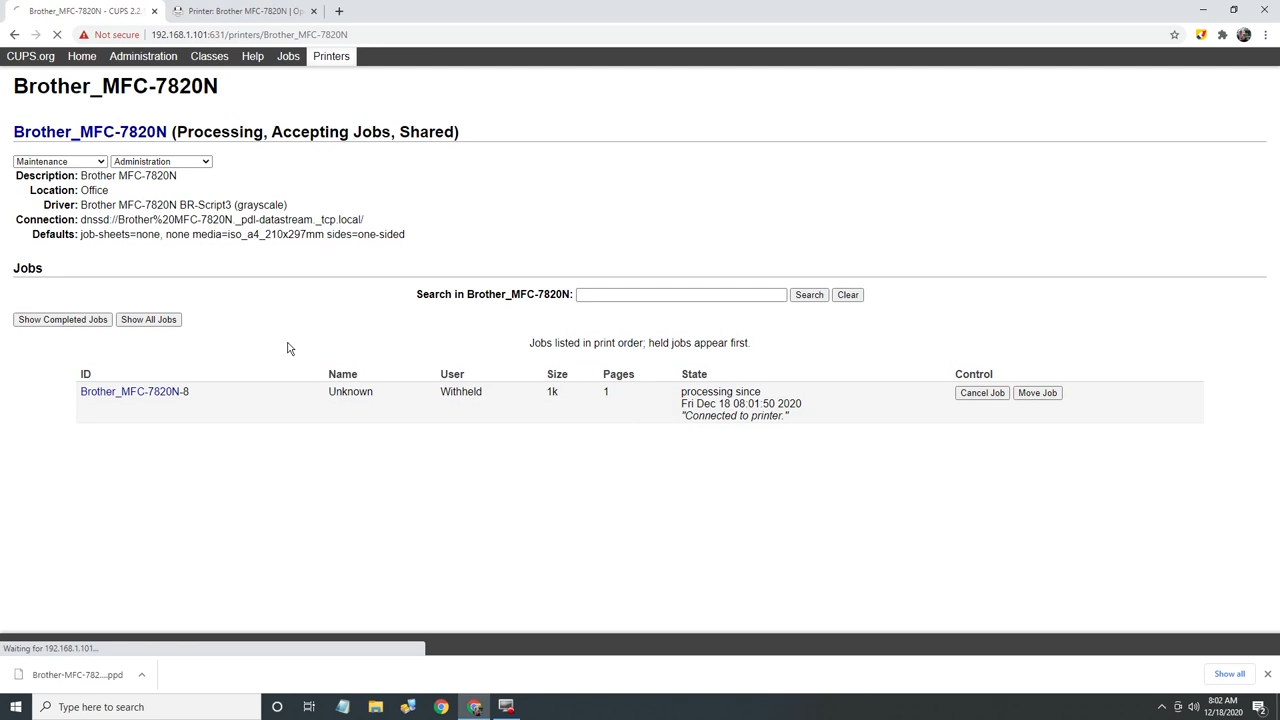 Brother_MFC-7820N - CUPS 2.2.
Printer: Brother MFC-7820N | Op
Not secure 192.168.1.101:631/printers/Brother_MFC-7820N
CUPS.org Home Administration Classes Help Jobs Printers
Brother_MFC-7820N
Brother_MFC-7820N (Processing, Accepting Jobs, Shared)
Maintenance Administration
Description: Brother MFC-7820N
Location: Office
Driver: Brother MFC-7820N BR-Script3 (grayscale)
Connection: dnssd://Brother%20MFC-7820N._pdl-datastream._tcp.local/
Defaults: job-sheets=none, none media=iso_a4_210x297mm sides=one-sided
Jobs
Search in Brother_MFC-7820N: Search Clear
Show Completed Jobs Show All Jobs
Jobs listed in print order; held jobs appear first.
ID Name User Size Pages State Control
Brother_MFC-7820N-8 Unknown Withheld 1k 1 processing since Cancel Job Move Job
Fri Dec 18 08:01:50 2020
"Connected to printer."
Waiting for 192.168.1.101...
Brother-MFC-782....ppd Show all
Type here to search 8:02 AM
12/18/2020 2